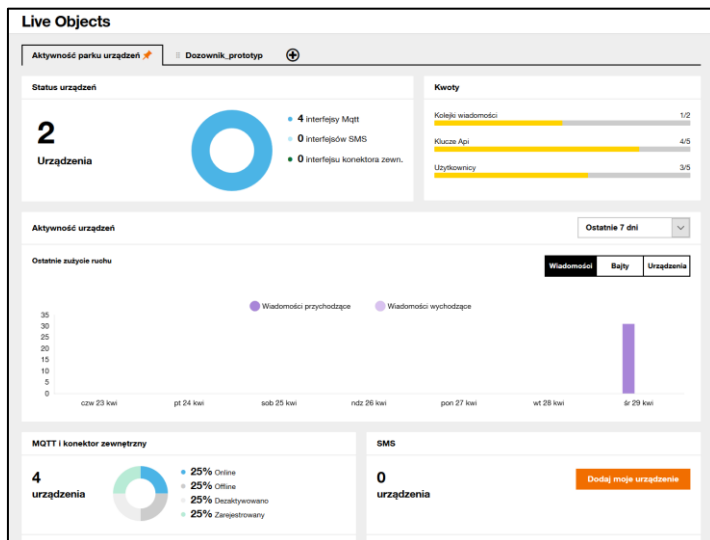 Live Objects
Aktywność parku urządzeń
Dozownik_prototyp
Status urządzeń
2
Urządzenia
4 interfejsy Mqtt
0 interfejsów SMS
0 interfejsu konektora zewn.
Kwoty
Kolejki wiadomości 1/2
Klucze Api 4/5
Użytkownicy 3/5
Aktywność urządzeń
Ostatnie 7 dni
Ostatnie zużycie ruchu
Wiadomości Bajty Urządzenia
Wiadomości przychodzące Wiadomości wychodzące
35
30
25
20
15
10
5
0
czw 23 kwi pt 24 kwi sob 25 kwi ndz 26 kwi pon 27 kwi wt 28 kwi śr 29 kwi
MQTT i konektor zewnętrzny
4
urządzenia
25% Online
25% Offline
25% Dezaktywowano
25% Zarejestrowany
SMS
0
urządzenia
Dodaj moje urządzenie